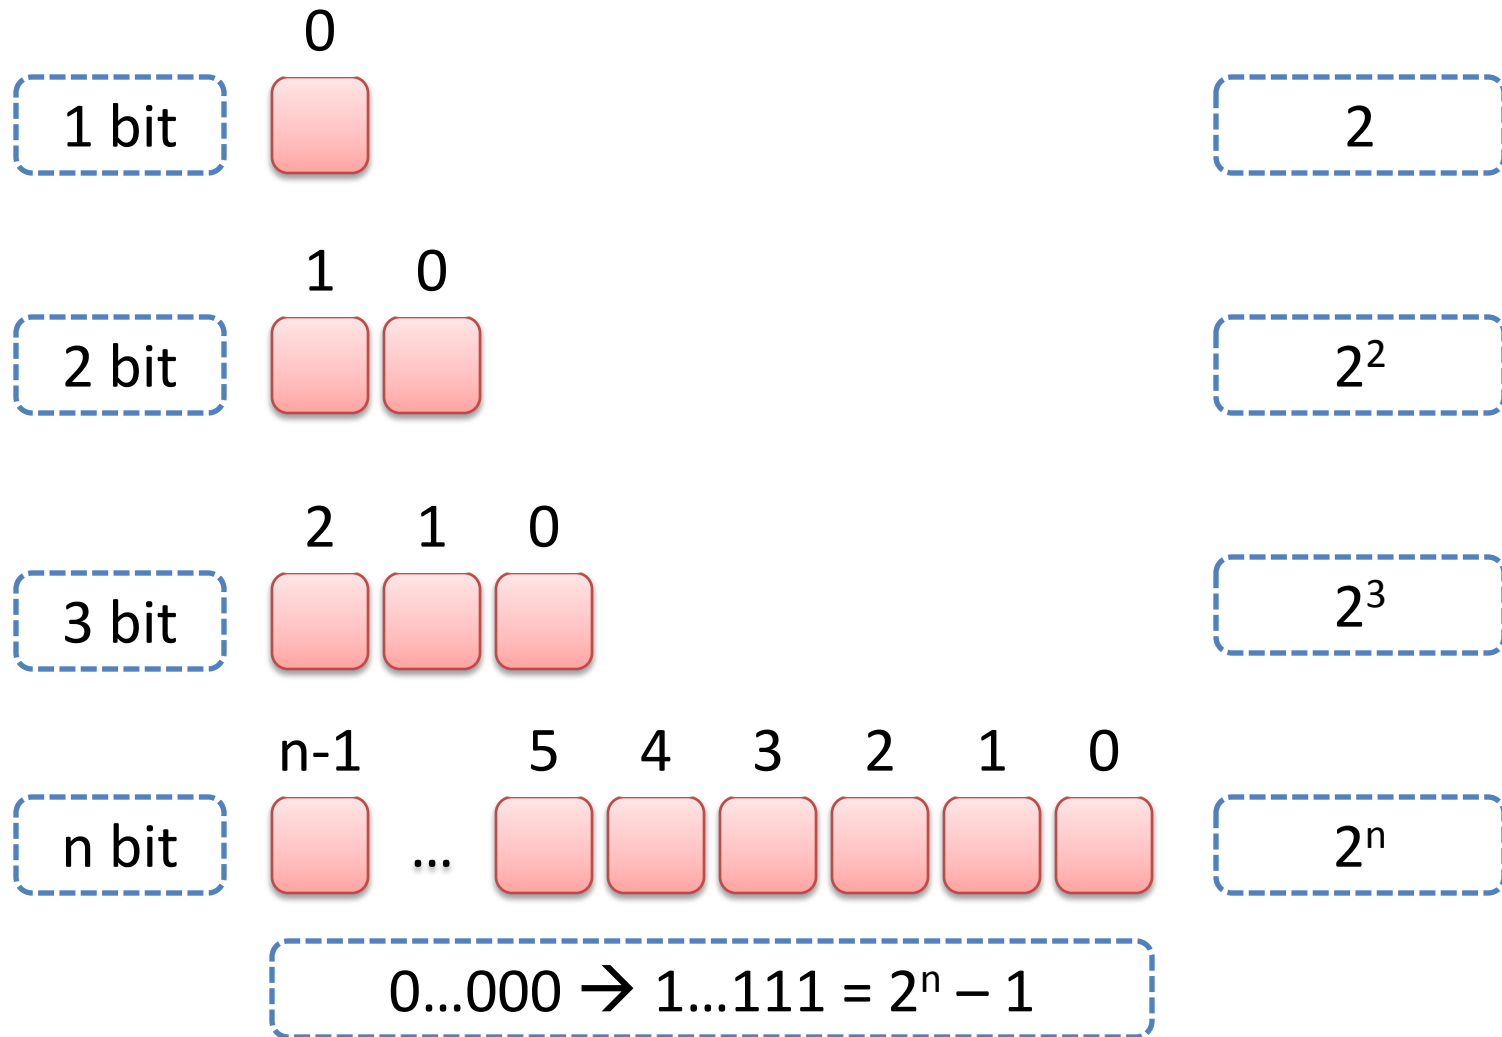 0
1 bit 2
1 0
2 bit 2²
2 1 0
3 bit 2³
n-1 5 4 3 2 1 0
n bit ... 2ⁿ
0...000 → 1...111 = 2ⁿ – 1